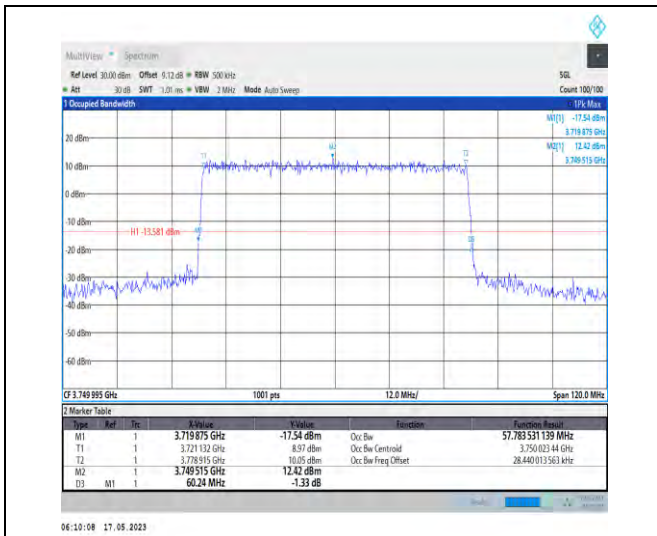 MultiView Spectrum
Ref Level 30.00 dBm Offset 9.12 dB RBW 500 kHz SGL
Att 30 dB SWT 1.01 ms VBW 2 MHz Mode Auto Sweep Count 100/100
1 Occupied Bandwidth 1Pk Max
M1[1] -17.54 dBm
3.719 875 GHz
M2[1] 12.42 dBm
3.749 515 GHz
20 dBm
10 dBm
0 dBm
-10 dBm
-20 dBm
-30 dBm
-40 dBm
-50 dBm
-60 dBm
T1
M2
T2
H1 -13.581 dBm
CF 3.749 995 GHz 1001 pts 12.0 MHz/ Span 120.0 MHz
2 Marker Table
Type Ref Trc X-Value Y-Value Function Function Result
M1 1 3.719 875 GHz -17.54 dBm Occ Bw 57.783 531 139 MHz
T1 1 3.721 132 GHz 8.97 dBm Occ Bw Centroid 3.750 023 44 GHz
T2 1 3.778 915 GHz 10.05 dBm Occ Bw Freq Offset 28.440 013 563 kHz
M2 1 3.749 515 GHz 12.42 dBm
D3 M1 1 60.24 MHz -1.33 dB
06:10:08 17.05.2023